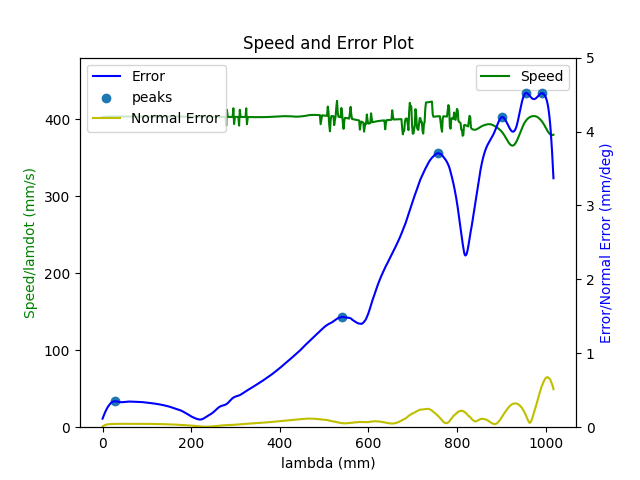 Speed and Error Plot
Error
peaks
Normal Error
Speed
400
300
200
100
0
Speed/lamdot (mm/s)
5
4
3
2
1
0
Error/Normal Error (mm/deg)
0 200 400 600 800 1000
lambda (mm)